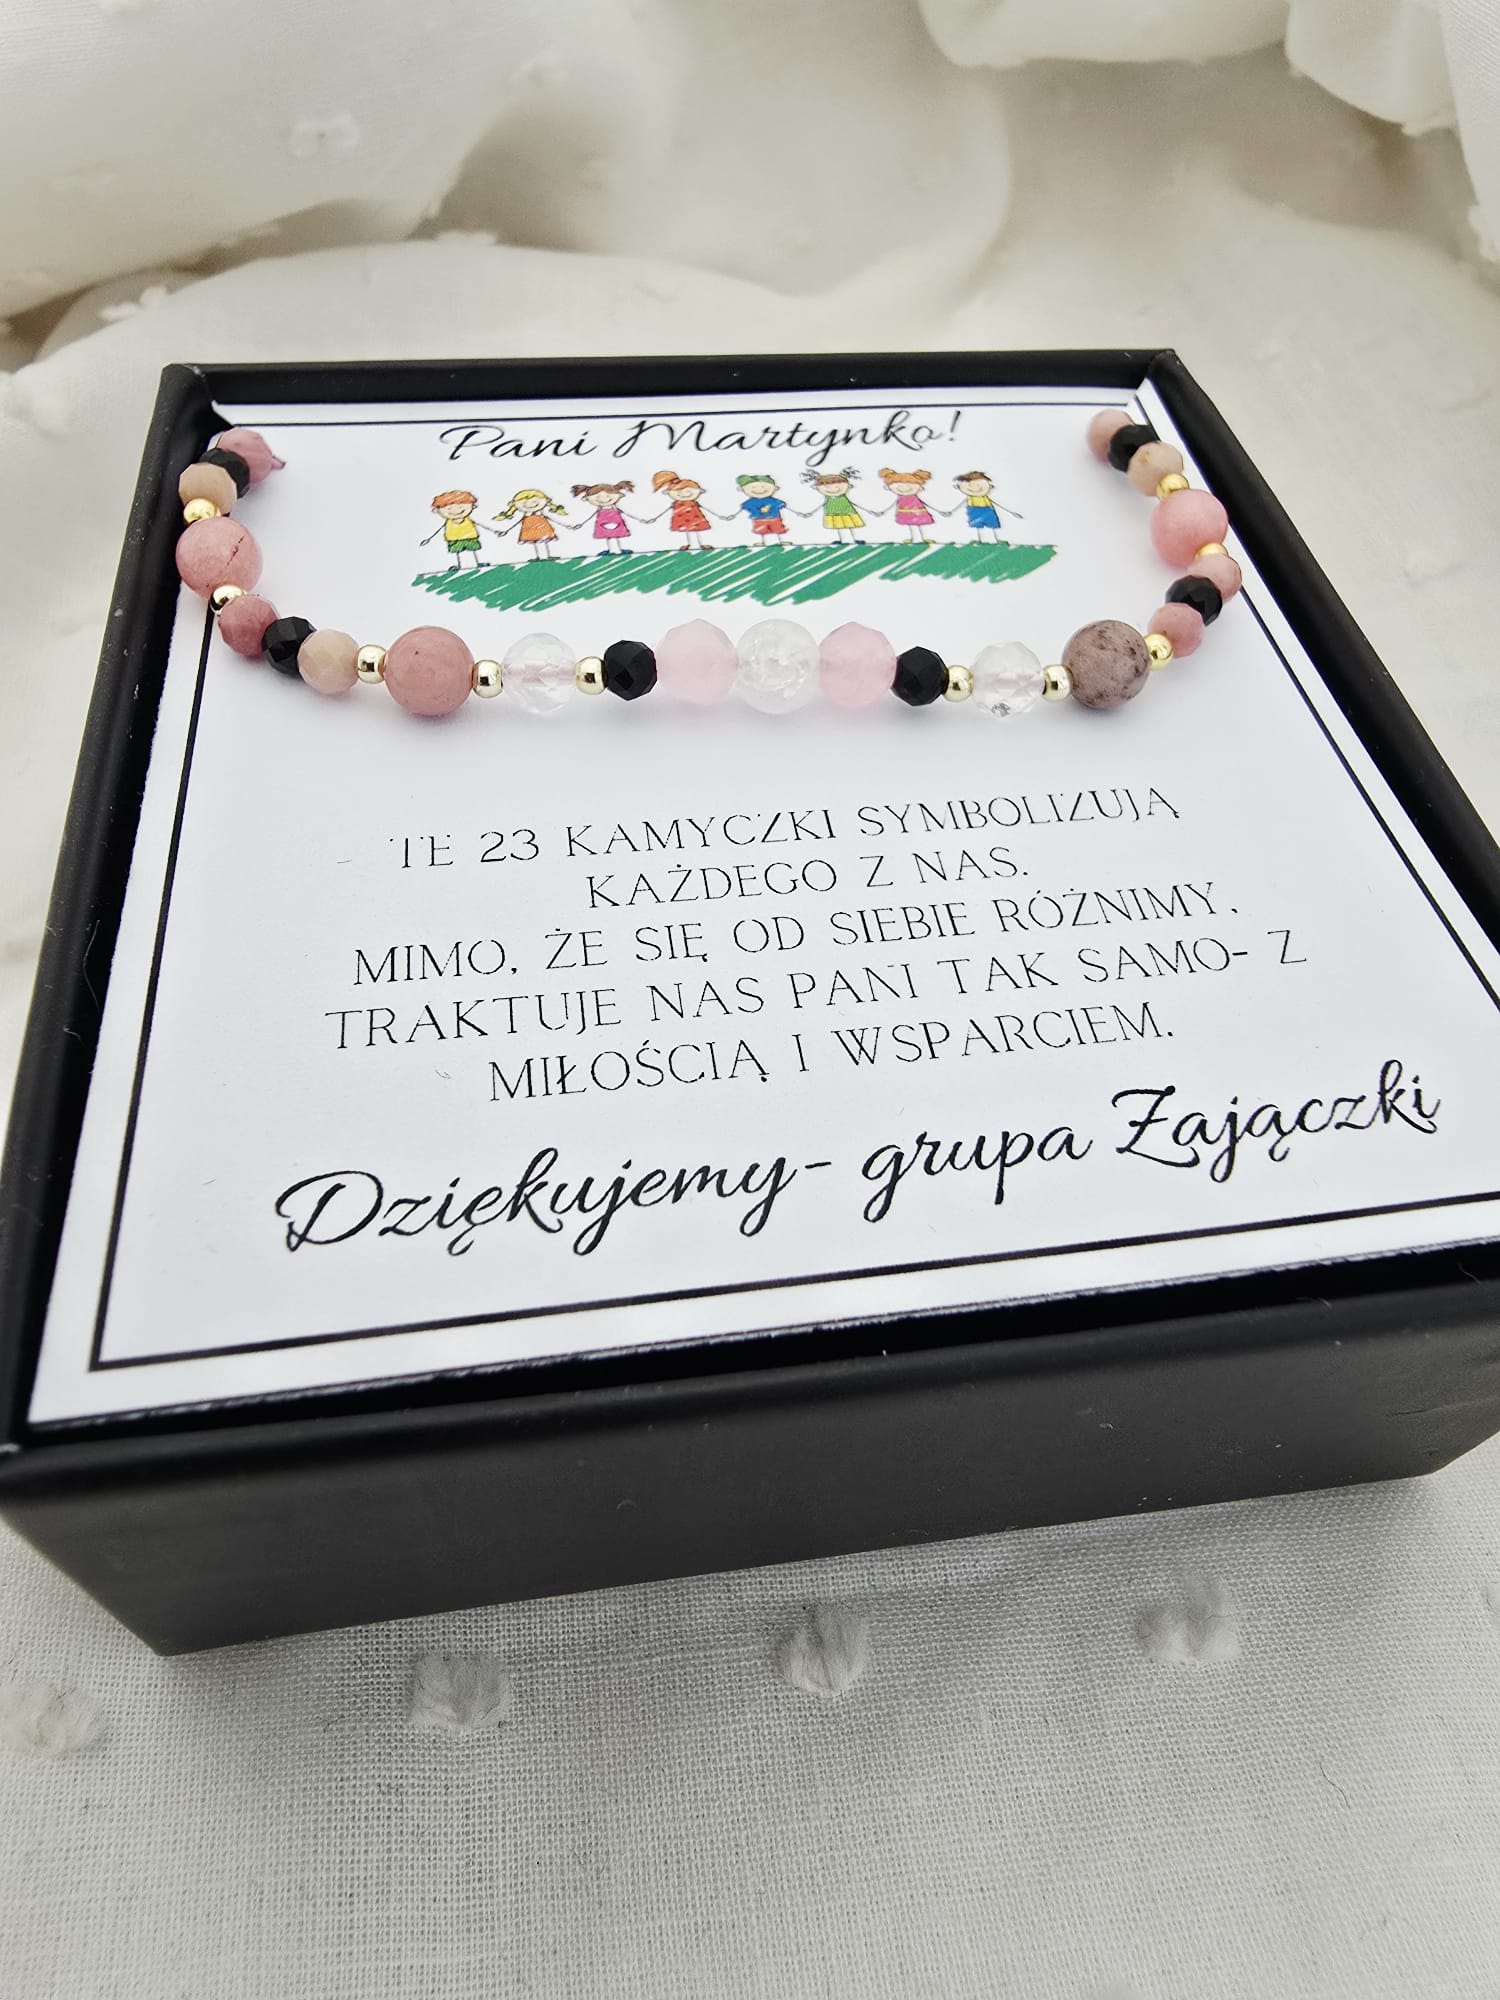 Pani Martynko!
TE 23 KAMYCZKI SYMBOLIZUJĄ
KAŻDEGO Z NAS.
MIMO, ŻE SIĘ OD SIEBIE RÓŻNIMY,
TRAKTUJE NAS PANI TAK SAMO- Z
MIŁOŚCIĄ I WSPARCIEM.
Dziękujemy- grupa Zajączki